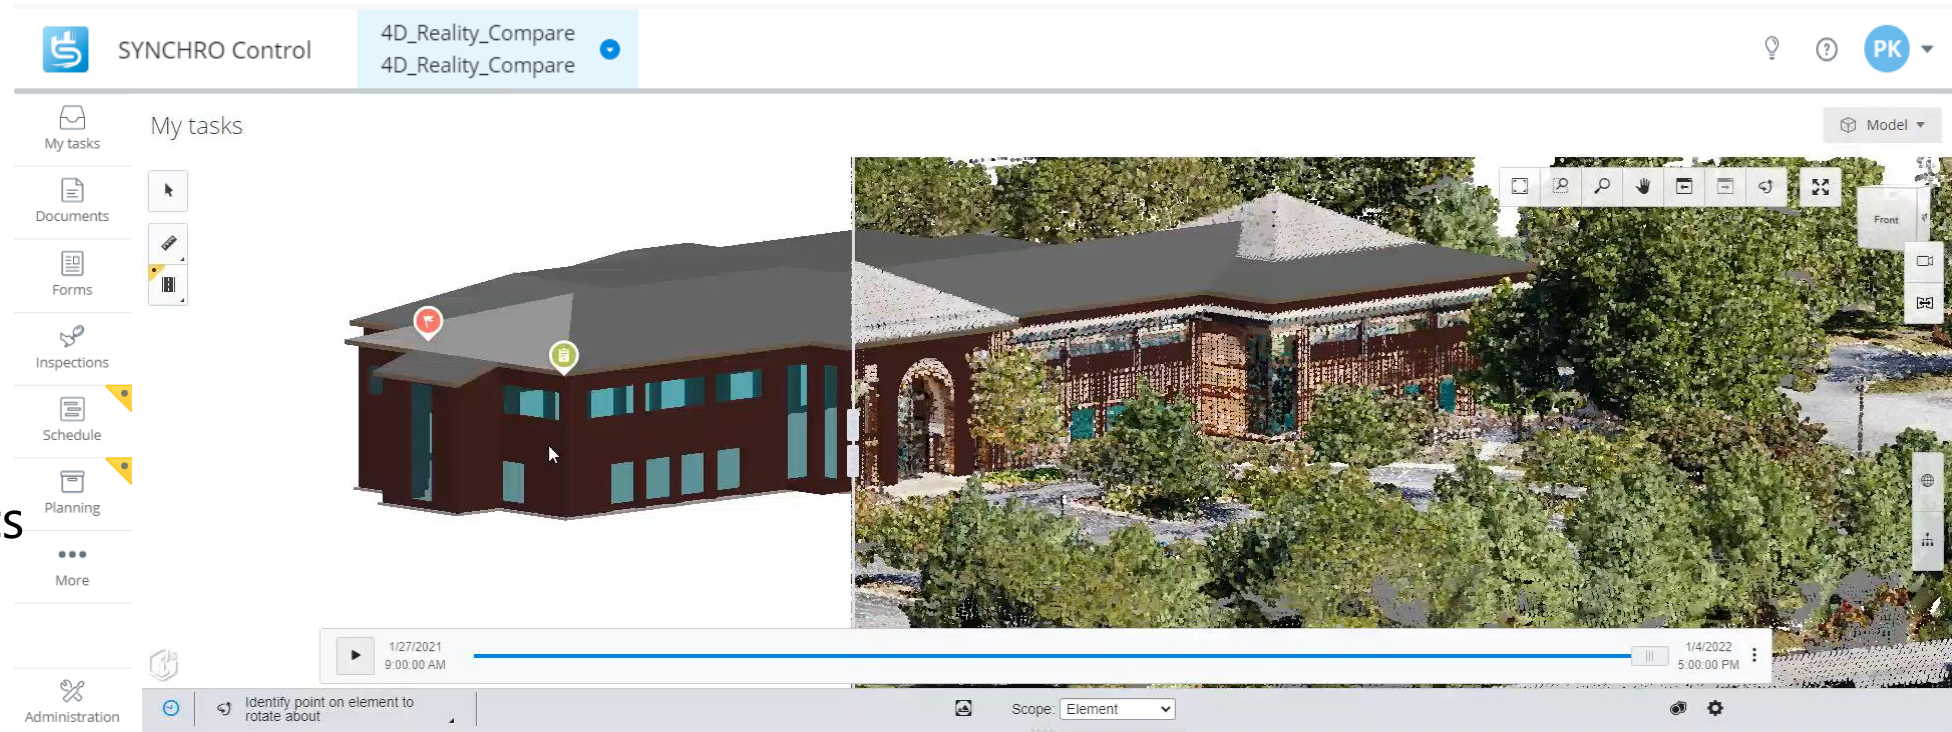 SYNCHRO Control
4D_Reality_Compare
4D_Reality_Compare
PK
My tasks
Documents
Forms
Inspections
Schedule
Planning
More
Administration
s
My tasks
Model
Front
1/27/2021
9:00:00 AM
1/4/2022
5:00:00 PM
Identify point on element to
rotate about
Scope: Element